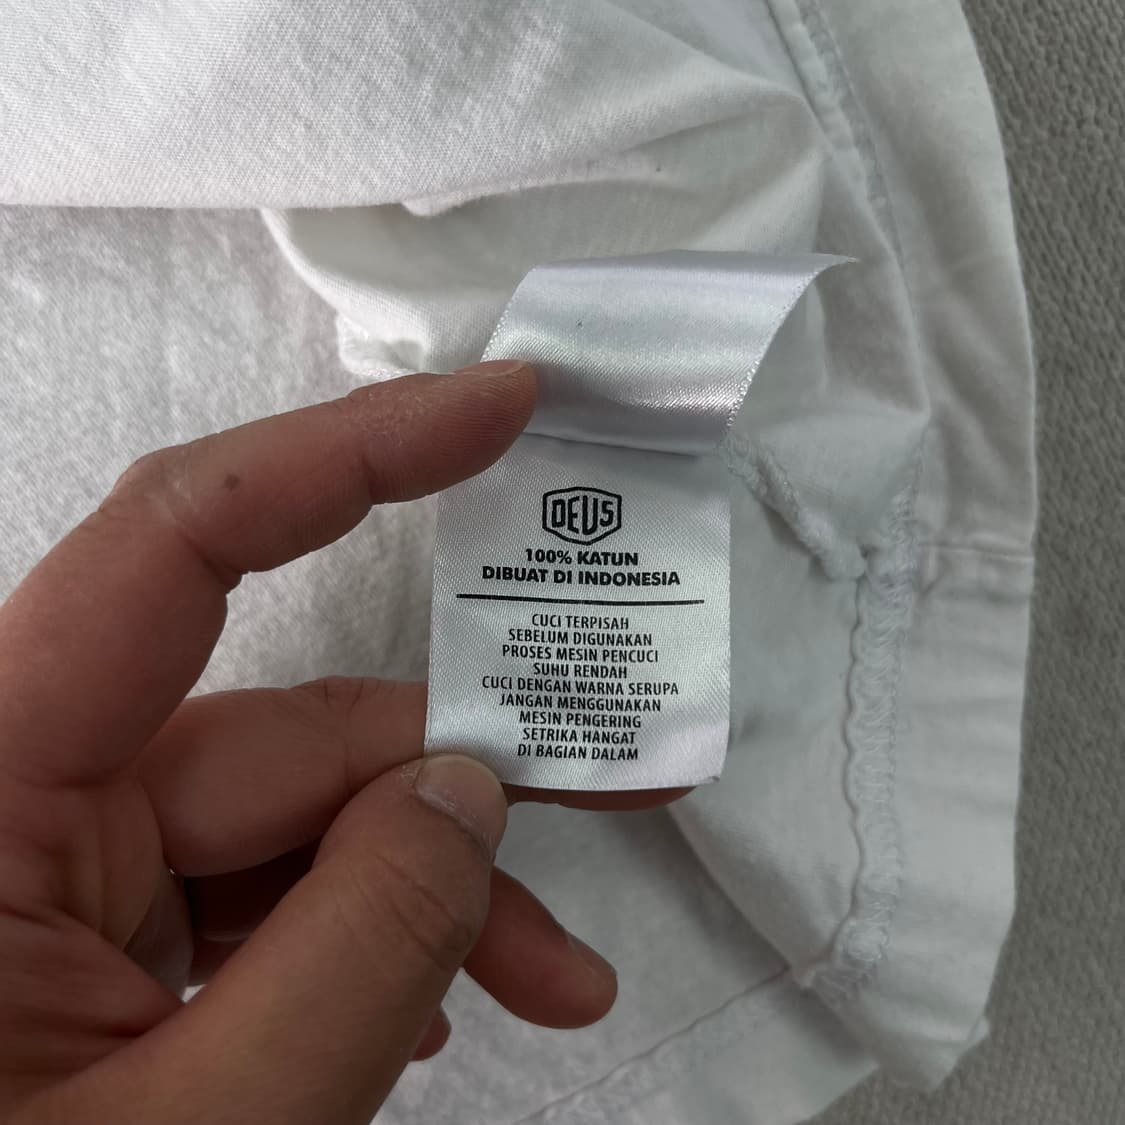 DEUS
100% KATUN
DIBUAT DI INDONESIA
CUCI TERPISAH
SEBELUM DIGUNAKAN
PROSES MESIN PENCUCI
SUHU RENDAH
CUCI DENGAN WARNA SERUPA
JANGAN MENGGUNAKAN
MESIN PENGERING
SETRIKA HANGAT
DI BAGIAN DALAM